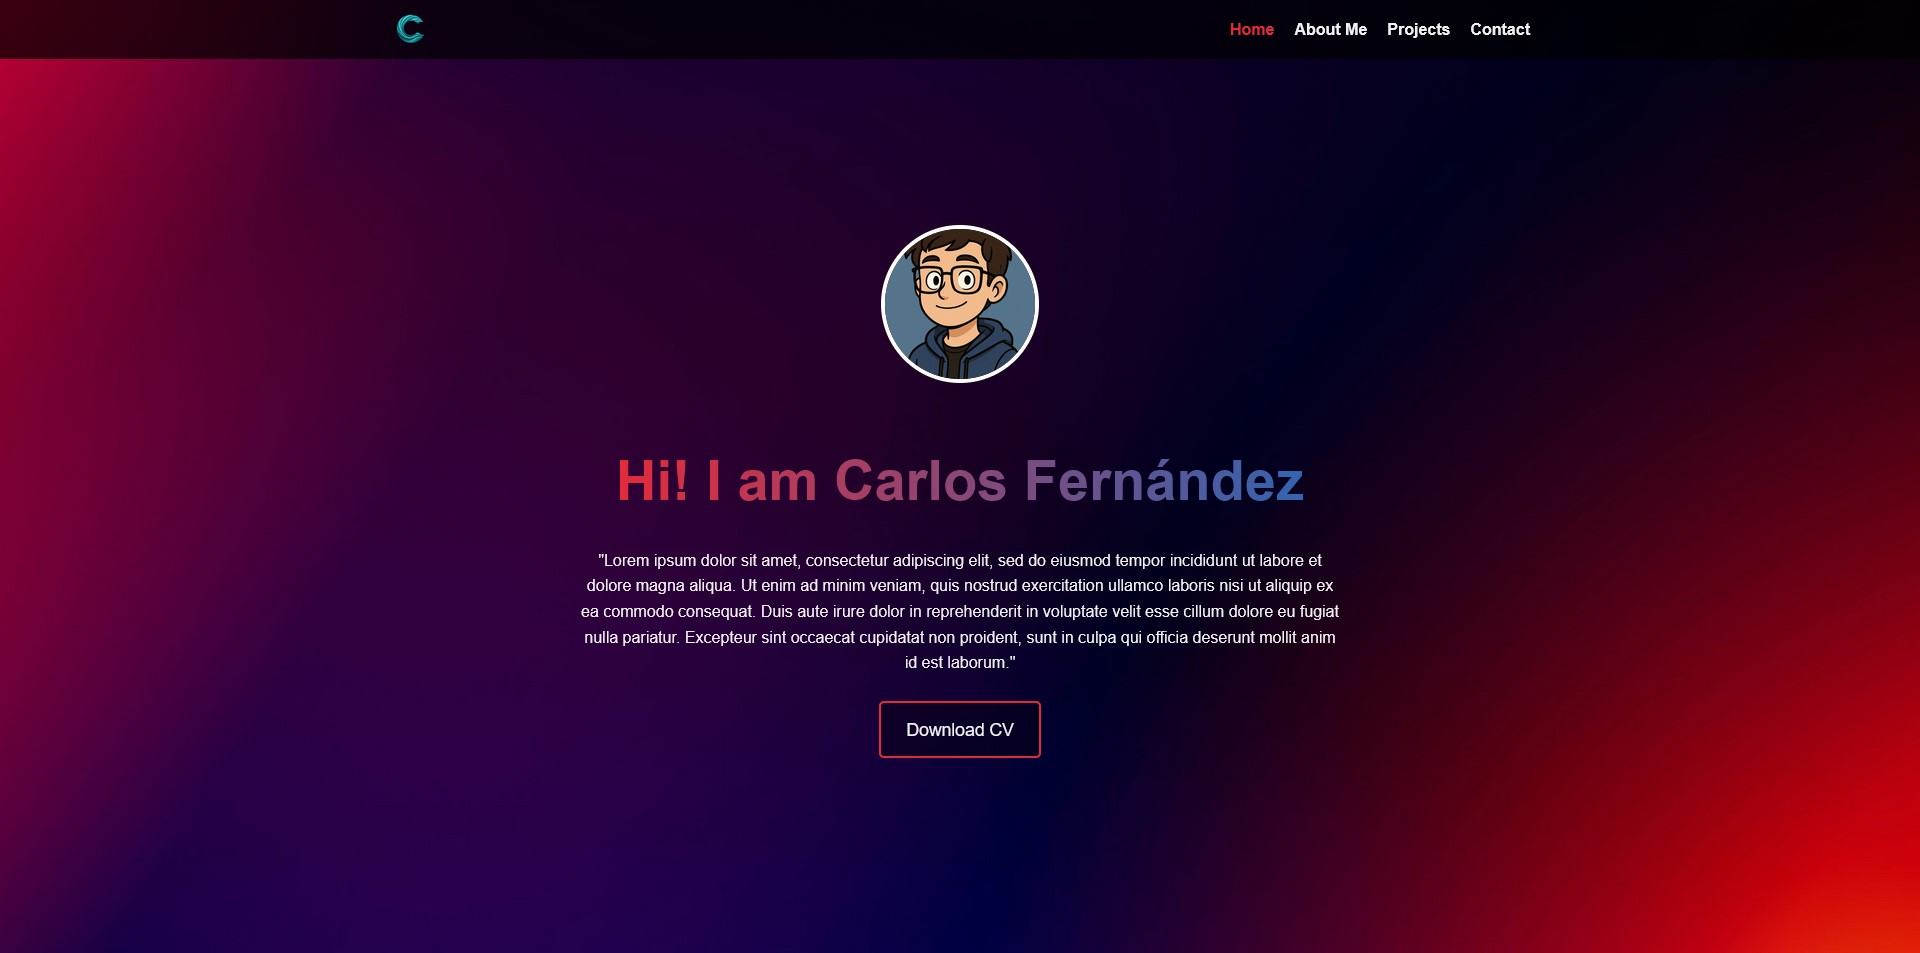 C
Home About Me Projects Contact
Hi! I am Carlos Fernández
"Lorem ipsum dolor sit amet, consectetur adipiscing elit, sed do eiusmod tempor incididunt ut labore et
dolore magna aliqua. Ut enim ad minim veniam, quis nostrud exercitation ullamco laboris nisi ut aliquip ex
ea commodo consequat. Duis aute irure dolor in reprehenderit in voluptate velit esse cillum dolore eu fugiat
nulla pariatur. Excepteur sint occaecat cupidatat non proident, sunt in culpa qui officia deserunt mollit anim
id est laborum."
Download CV